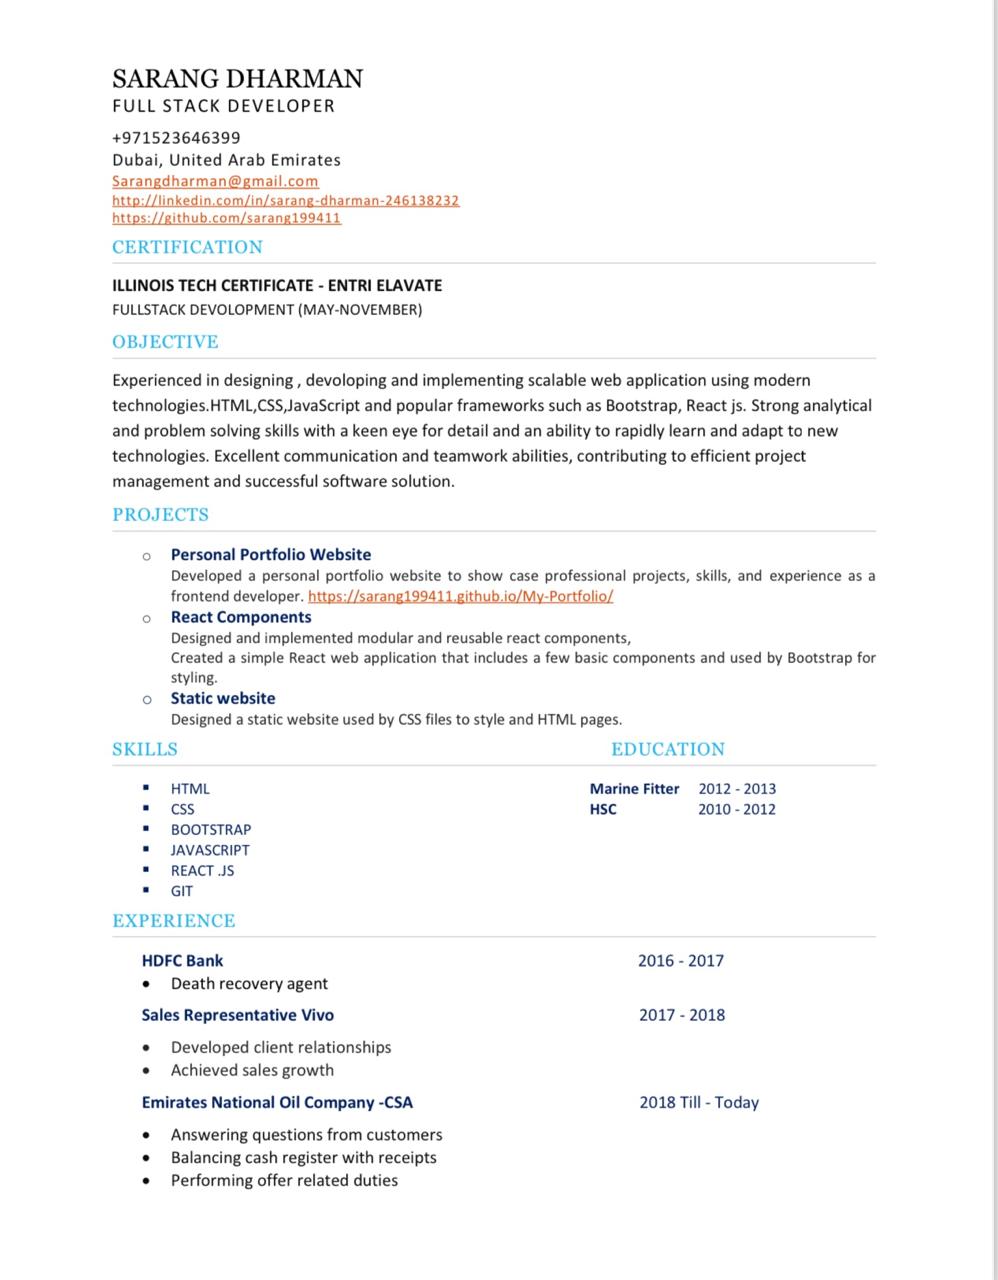 SARANG DHARMAN
FULL STACK DEVELOPER
+971523646399
Dubai, United Arab Emirates
Sarangdharman@gmail.com
http://linkedin.com/in/sarang-dharman-246138232
https://github.com/sarang199411
CERTIFICATION
ILLINOIS TECH CERTIFICATE - ENTRI ELAVATE
FULLSTACK DEVOLOPMENT (MAY-NOVEMBER)
OBJECTIVE
Experienced in designing , devoloping and implementing scalable web application using modern
technologies.HTML,CSS,JavaScript and popular frameworks such as Bootstrap, React js. Strong analytical
and problem solving skills with a keen eye for detail and an ability to rapidly learn and adapt to new
technologies. Excellent communication and teamwork abilities, contributing to efficient project
management and successful software solution.
PROJECTS
o Personal Portfolio Website
Developed a personal portfolio website to show case professional projects, skills, and experience as a
frontend developer. https://sarang199411.github.io/My-Portfolio/
o React Components
Designed and implemented modular and reusable react components,
Created a simple React web application that includes a few basic components and used by Bootstrap for
styling.
o Static website
Designed a static website used by CSS files to style and HTML pages.
SKILLS
▪ HTML
▪ CSS
▪ BOOTSTRAP
▪ JAVASCRIPT
▪ REACT .JS
▪ GIT
EDUCATION
Marine Fitter 2012 - 2013
HSC 2010 - 2012
EXPERIENCE
HDFC Bank 2016 - 2017
• Death recovery agent
Sales Representative Vivo 2017 - 2018
• Developed client relationships
• Achieved sales growth
Emirates National Oil Company -CSA 2018 Till - Today
• Answering questions from customers
• Balancing cash register with receipts
• Performing offer related duties